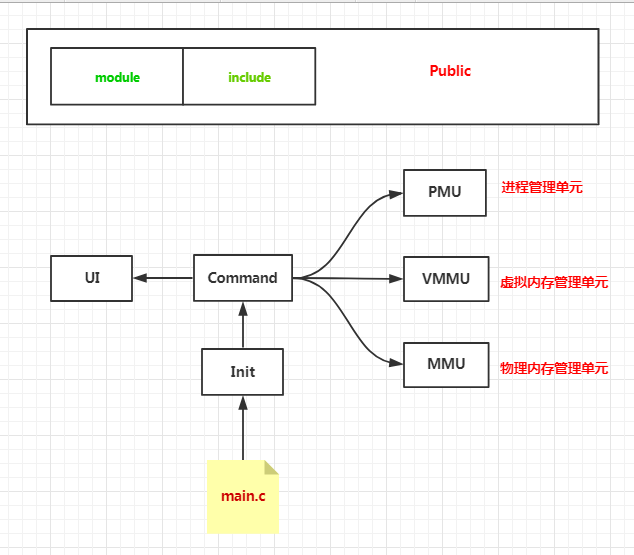 module
include
Public
PMU
进程管理单元
UI
Command
VMMU
虚拟内存管理单元
Init
MMU
物理内存管理单元
main.c